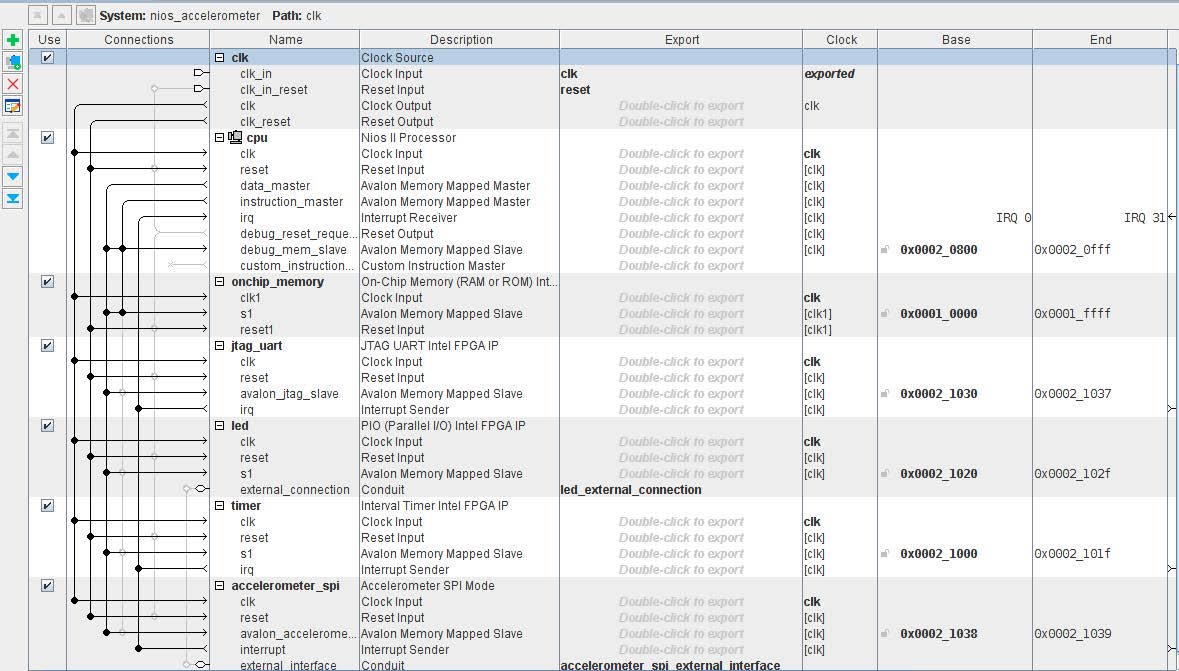 System: nios_accelerometer Path: clk
Use Connections Name Description Export Clock Base End
clk Clock Source
clk_in Clock Input clk exported
clk_in_reset Reset Input reset
clk Clock Output Double-click to export clk
clk_reset Reset Output Double-click to export
cpu Nios II Processor
clk Clock Input Double-click to export clk
reset Reset Input Double-click to export [clk]
data_master Avalon Memory Mapped Master Double-click to export [clk]
instruction_master Avalon Memory Mapped Master Double-click to export [clk]
irq Interrupt Receiver Double-click to export [clk] IRQ 0 IRQ 31
debug_reset_reque... Reset Output Double-click to export [clk]
debug_mem_slave Avalon Memory Mapped Slave Double-click to export [clk] 0x0002_0800 0x0002_0fff
custom_instruction... Custom Instruction Master Double-click to export
onchip_memory On-Chip Memory (RAM or ROM) Int...
clk1 Clock Input Double-click to export clk
s1 Avalon Memory Mapped Slave Double-click to export [clk1] 0x0001_0000 0x0001_ffff
reset1 Reset Input Double-click to export [clk1]
jtag_uart JTAG UART Intel FPGA IP
clk Clock Input Double-click to export clk
reset Reset Input Double-click to export [clk]
avalon_jtag_slave Avalon Memory Mapped Slave Double-click to export [clk] 0x0002_1030 0x0002_1037
irq Interrupt Sender Double-click to export [clk]
led PIO (Parallel I/O) Intel FPGA IP
clk Clock Input Double-click to export clk
reset Reset Input Double-click to export [clk]
s1 Avalon Memory Mapped Slave Double-click to export [clk] 0x0002_1020 0x0002_102f
external_connection Conduit led_external_connection
timer Interval Timer Intel FPGA IP
clk Clock Input Double-click to export clk
reset Reset Input Double-click to export [clk]
s1 Avalon Memory Mapped Slave Double-click to export [clk] 0x0002_1000 0x0002_101f
irq Interrupt Sender Double-click to export [clk]
accelerometer_spi Accelerometer SPI Mode
clk Clock Input Double-click to export clk
reset Reset Input Double-click to export [clk]
avalon_accelerome... Avalon Memory Mapped Slave Double-click to export [clk] 0x0002_1038 0x0002_1039
interrupt Interrupt Sender Double-click to export [clk]
external_interface Conduit accelerometer_spi_external_interface